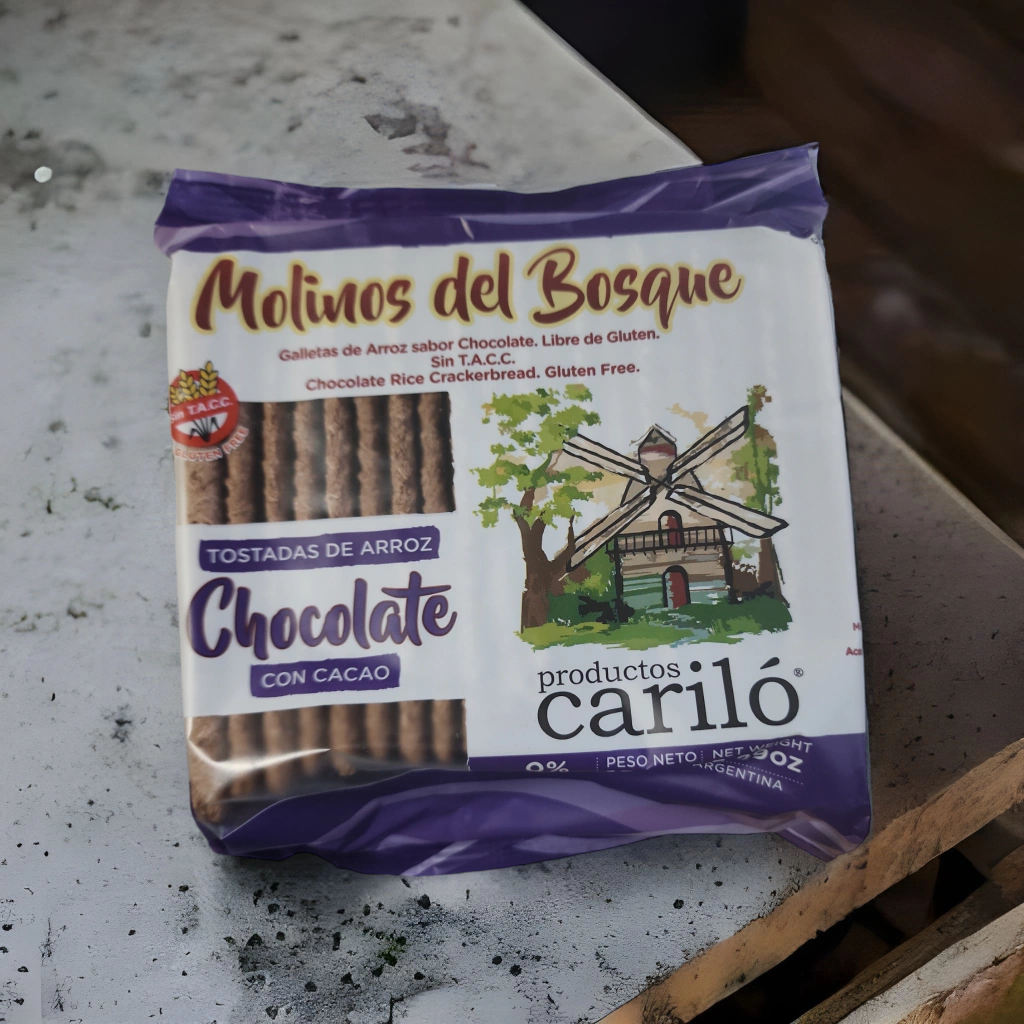 Molinos del Bosque
Galletas de Arroz sabor Chocolate. Libre de Gluten.
Sin T.A.C.C.
Chocolate Rice Crackerbread. Gluten Free.
Sin T.A.C.C.
GLUTEN FREE
TOSTADAS DE ARROZ
Chocolate
CON CACAO
productos
cariló®
PESO NETO NET WEIGHT
ARGENTINA